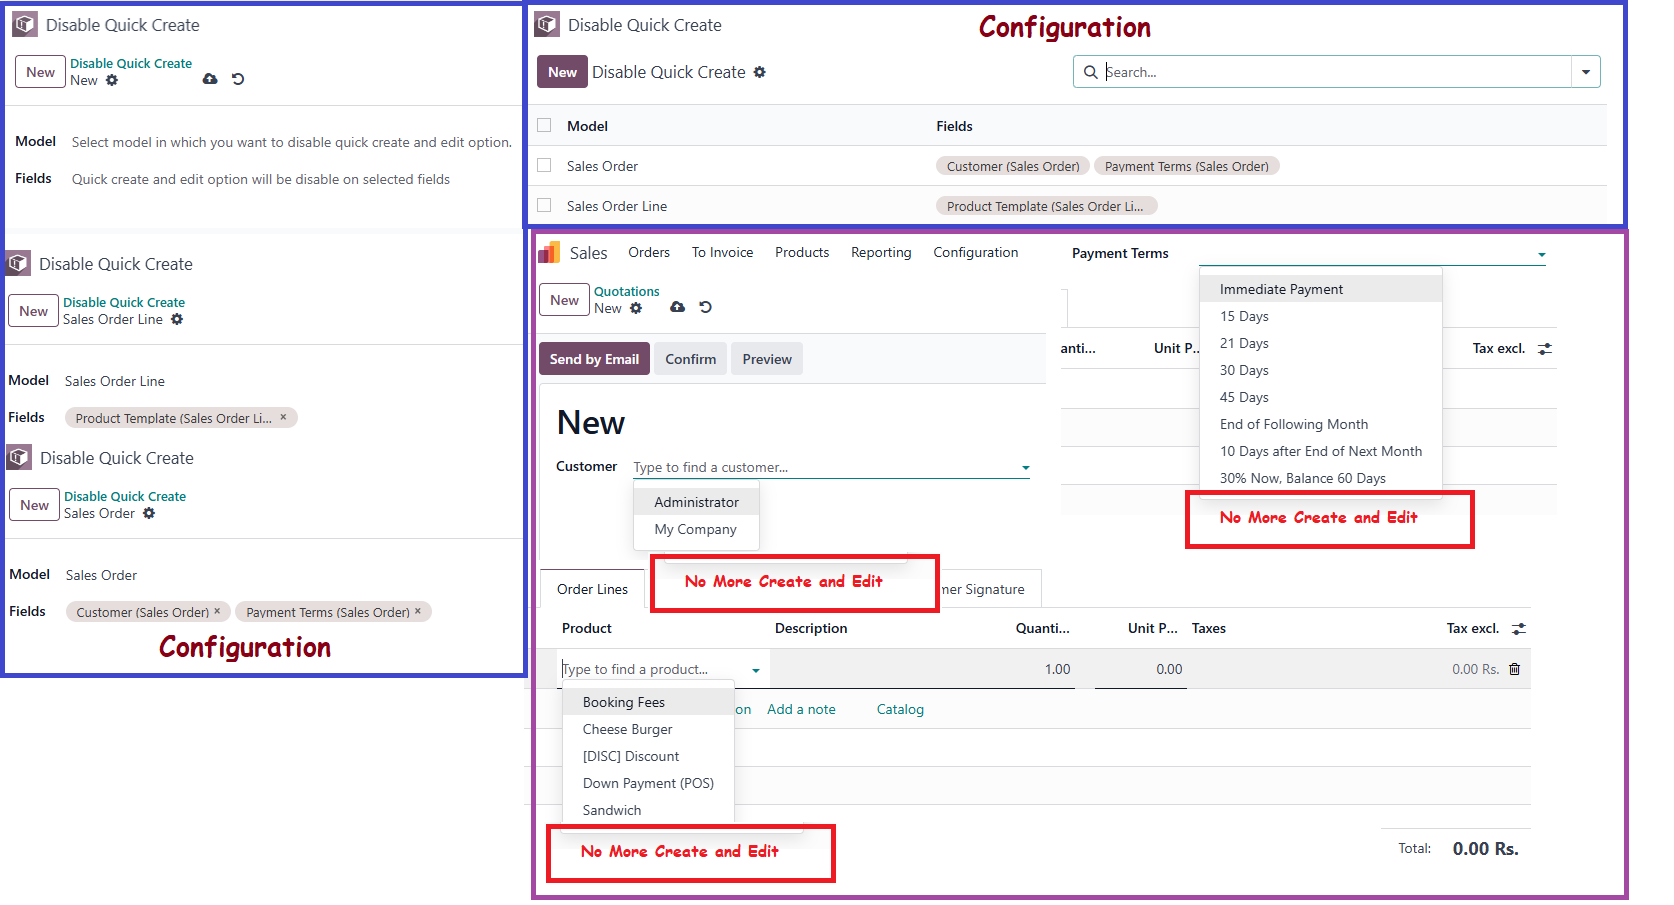 Disable Quick Create
New
Disable Quick Create
New
Model Select model in which you want to disable quick create and edit option.
Fields Quick create and edit option will be disable on selected fields
Disable Quick Create
New
Disable Quick Create
Sales Order Line
Model Sales Order Line
Fields Product Template (Sales Order Li... ×
Disable Quick Create
New
Disable Quick Create
Sales Order
Model Sales Order
Fields Customer (Sales Order) × Payment Terms (Sales Order) ×
Configuration
Disable Quick Create
Configuration
New Disable Quick Create Search...
Model Fields
Sales Order Customer (Sales Order) Payment Terms (Sales Order)
Sales Order Line Product Template (Sales Order Li...
Sales Orders To Invoice Products Reporting Configuration
New
Quotations
New
Send by Email Confirm Preview
New
Customer Type to find a customer...
Administrator
My Company
No More Create and Edit
Payment Terms
Immediate Payment
15 Days
21 Days
30 Days
45 Days
End of Following Month
10 Days after End of Next Month
30% Now, Balance 60 Days
No More Create and Edit
anti... Unit P... Tax excl.
Order Lines mer Signature
Product Description Quanti... Unit P... Taxes Tax excl.
Type to find a product... 1.00 0.00 0.00 Rs.
on Add a note Catalog
Booking Fees
Cheese Burger
[DISC] Discount
Down Payment (POS)
Sandwich
No More Create and Edit
Total: 0.00 Rs.